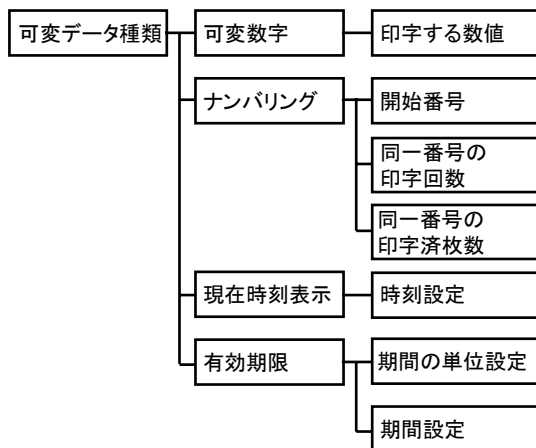 可変データ種類
可変数字
印字する数値
ナンバリング
開始番号
同一番号の
印字回数
同一番号の
印字済枚数
現在時刻表示
時刻設定
有効期限
期間の単位設定
期間設定